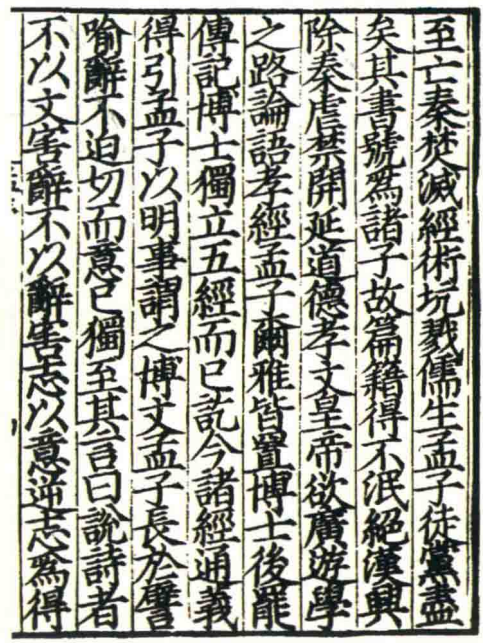 至亡秦焚滅經術坑戮儒生孟子徒黨盡
矣其書號爲諸子故篇籍得不泯絕漢興
除秦虐禁開延道德孝文皇帝欲廣游學
之路論語孝經孟子爾雅皆置博士後罷
傳記博士獨立五經而已訖今諸經通義
得引孟子以明事謂之博文孟子長於譬
喻辭不迫切而意已獨至其言曰說詩者
不以文害辭不以辭害志以意逆志爲得